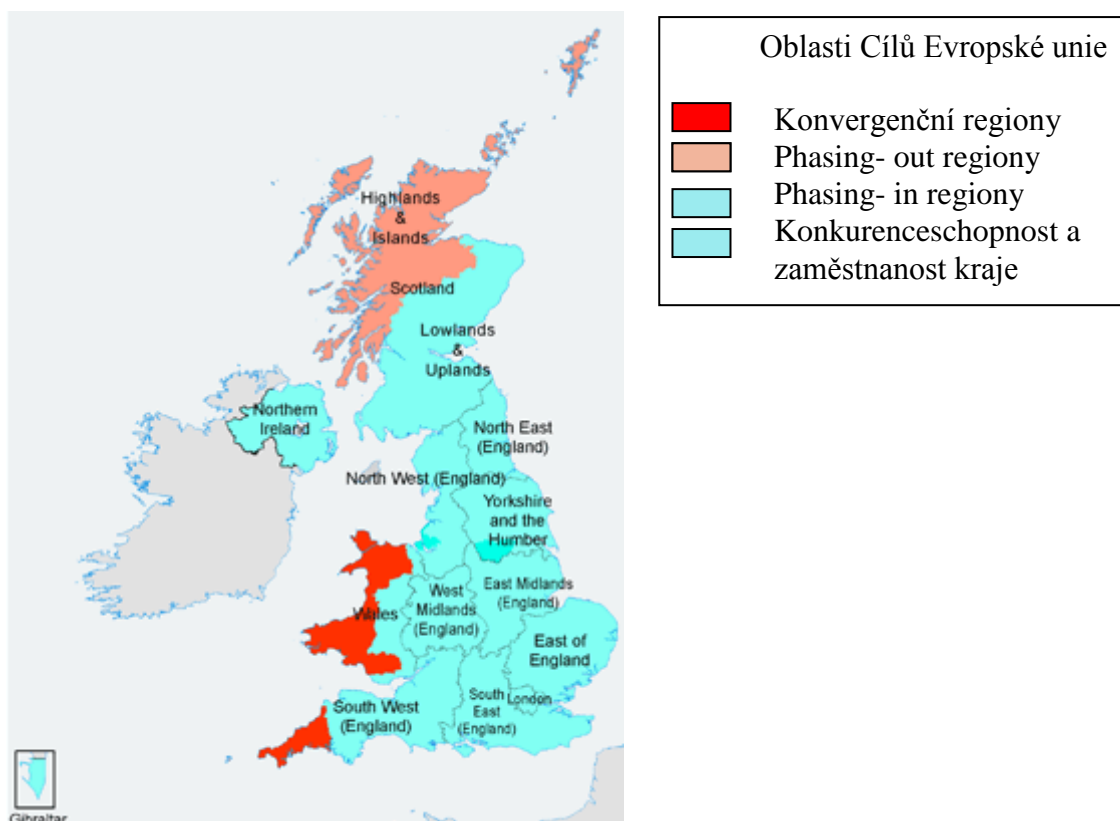 Oblasti Cílů Evropské unie
Konvergenční regiony
Phasing- out regiony
Phasing- in regiony
Konkurenceschopnost a
zaměstnanost kraje
Highlands
&
Islands
Scotland
Lowlands
&
Uplands
Northern
Ireland
North East
(England)
North West (England)
Yorkshire
and the
Humber
East Midlands
(England)
West
Midlands
(England)
Wales
East of
England
South West
(England)
South
East
(England)
London
Gibraltar